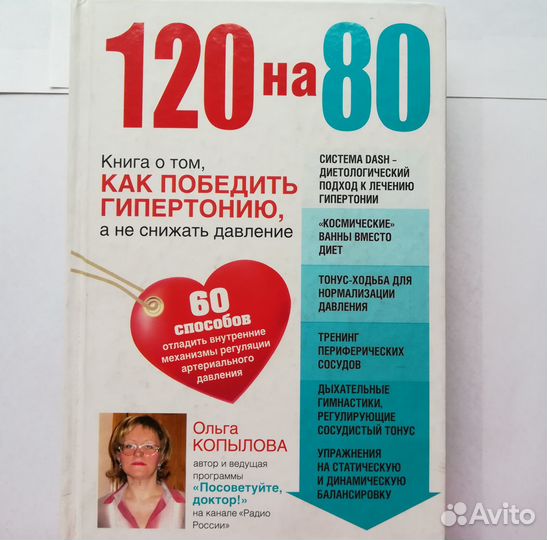 120 на 80
Книга о том,
КАК ПОБЕДИТЬ
ГИПЕРТОНИЮ,
а не снижать давление
60
способов
отладить внутренние
механизмы регуляции
артериального
давления
Ольга
КОПЫЛОВА
автор и ведущая
программы
«Посоветуйте,
доктор!»
на канале «Радио
России»
СИСТЕМА DASH –
ДИЕТОЛОГИЧЕСКИЙ
ПОДХОД К ЛЕЧЕНИЮ
ГИПЕРТОНИИ
«КОСМИЧЕСКИЕ»
ВАННЫ ВМЕСТО
ДИЕТ
ТОНУС-ХОДЬБА ДЛЯ
НОРМАЛИЗАЦИИ
ДАВЛЕНИЯ
ТРЕНИНГ
ПЕРИФЕРИЧЕСКИХ
СОСУДОВ
ДЫХАТЕЛЬНЫЕ
ГИМНАСТИКИ,
РЕГУЛИРУЮЩИЕ
СОСУДИСТЫЙ ТОНУС
УПРАЖНЕНИЯ
НА СТАТИЧЕСКУЮ
И ДИНАМИЧЕСКУЮ
БАЛАНСИРОВКУ
Avito